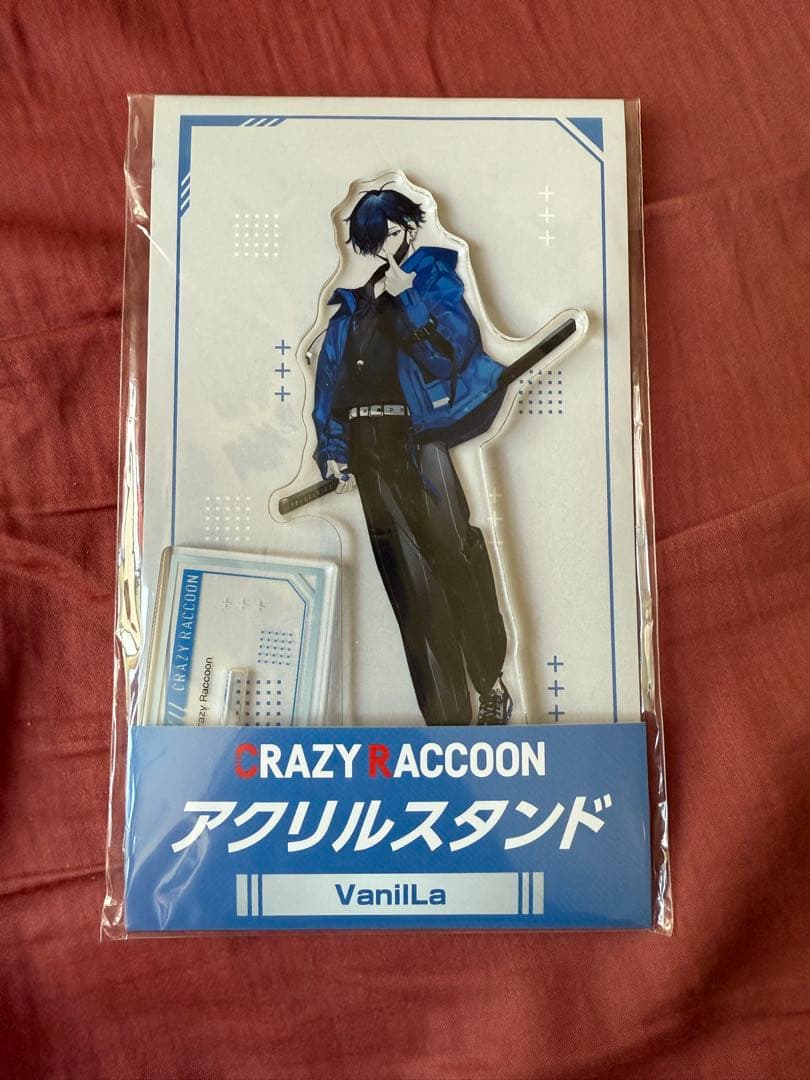 CRAZY RACCOON
Crazy Raccoon
CRAZY RACCOON
アクリルスタンド
VanilLa